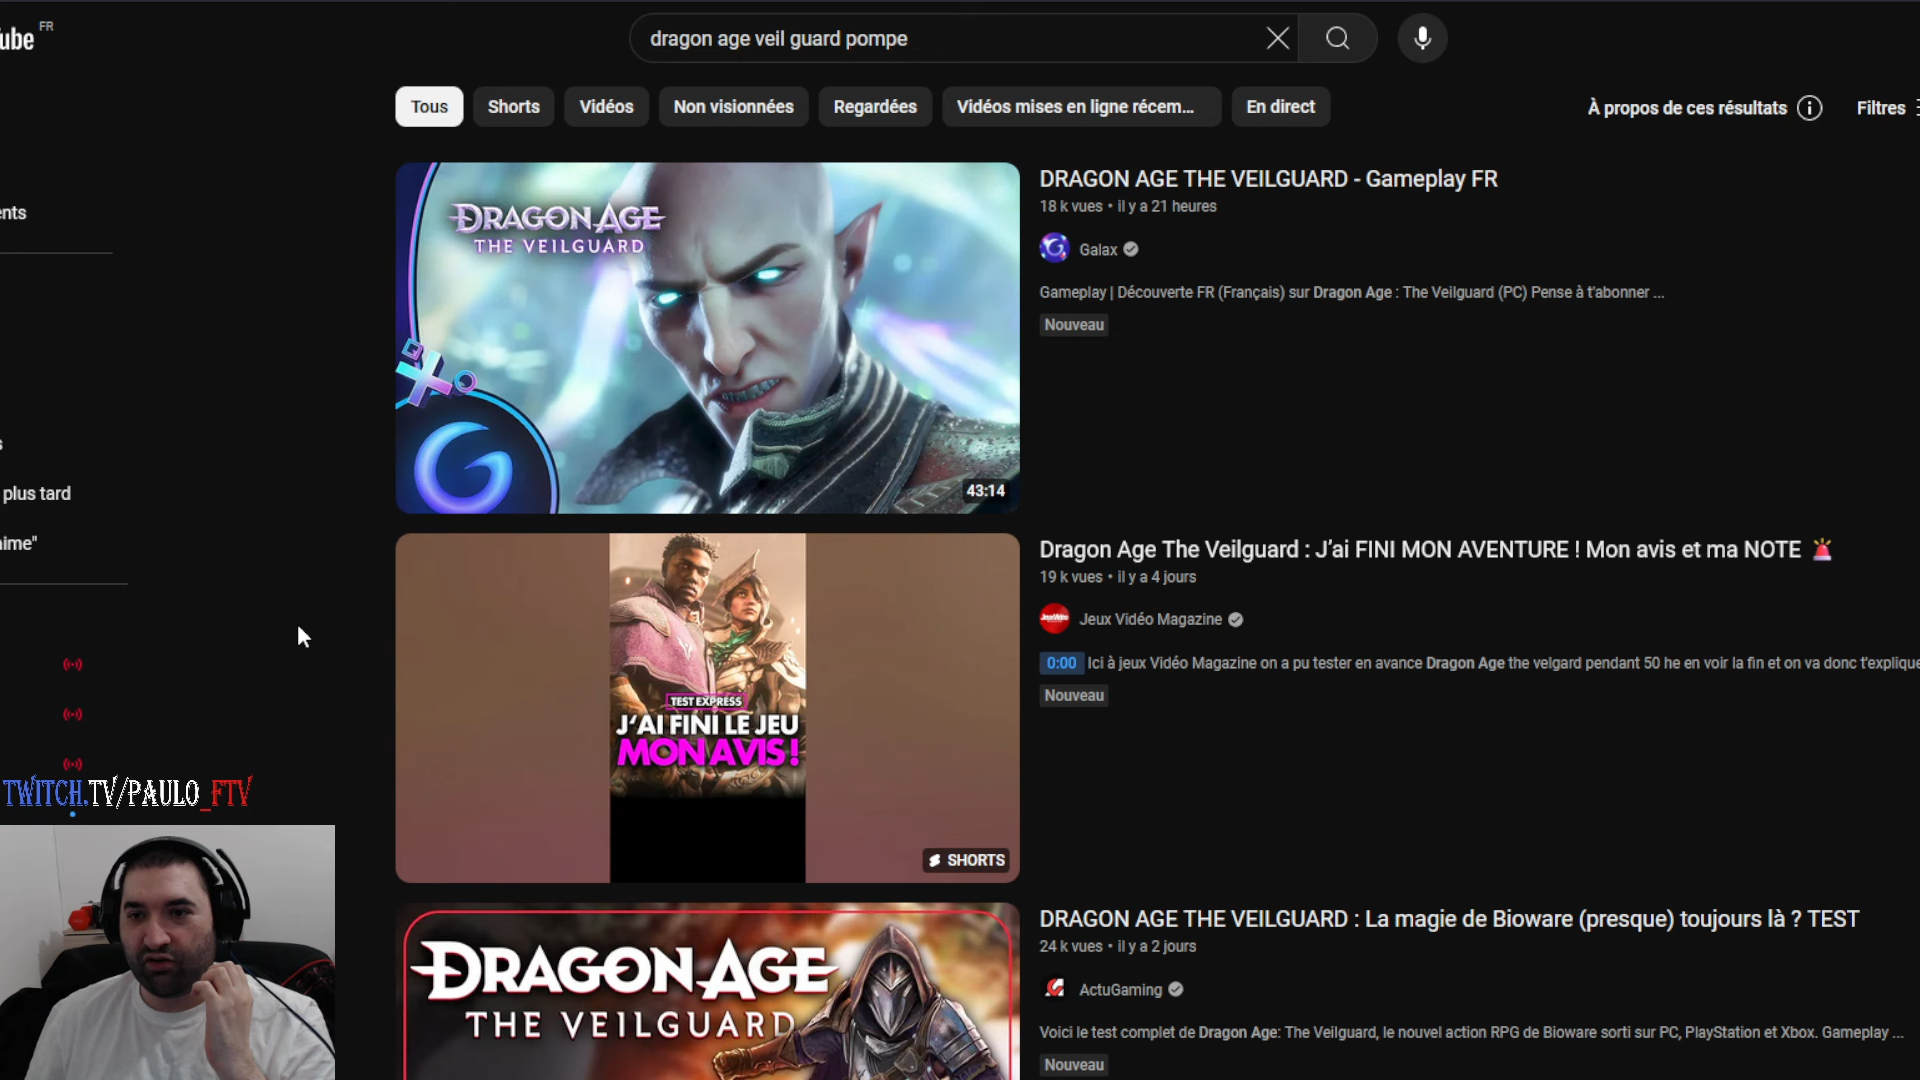 ube FR
dragon age veil guard pompe
Tous
Shorts
Vidéos
Non visionnées
Regardées
Vidéos mises en ligne récem...
En direct
À propos de ces résultats
Filtres
ents
s
plus tard
ime"
DRAGON AGE
THE VEILGUARD
43:14
DRAGON AGE THE VEILGUARD - Gameplay FR
18 k vues • il y a 21 heures
Galax
Gameplay | Découverte FR (Français) sur Dragon Age : The Veilguard (PC) Pense à t'abonner ...
Nouveau
TEST EXPRESS
J'AI FINI LE JEU
MON AVIS !
SHORTS
Dragon Age The Veilguard : J'ai FINI MON AVENTURE ! Mon avis et ma NOTE 🚨
19 k vues • il y a 4 jours
Jeux Vidéo Magazine
0:00 Ici à jeux Vidéo Magazine on a pu tester en avance Dragon Age the velgard pendant 50 he en voir la fin et on va donc t'explique
Nouveau
TWITCH.TV/PAULO_FTV
DRAGON AGE
THE VEILGUARD
DRAGON AGE THE VEILGUARD : La magie de Bioware (presque) toujours là ? TEST
24 k vues • il y a 2 jours
ActuGaming
Voici le test complet de Dragon Age: The Veilguard, le nouvel action RPG de Bioware sorti sur PC, PlayStation et Xbox. Gameplay ...
Nouveau